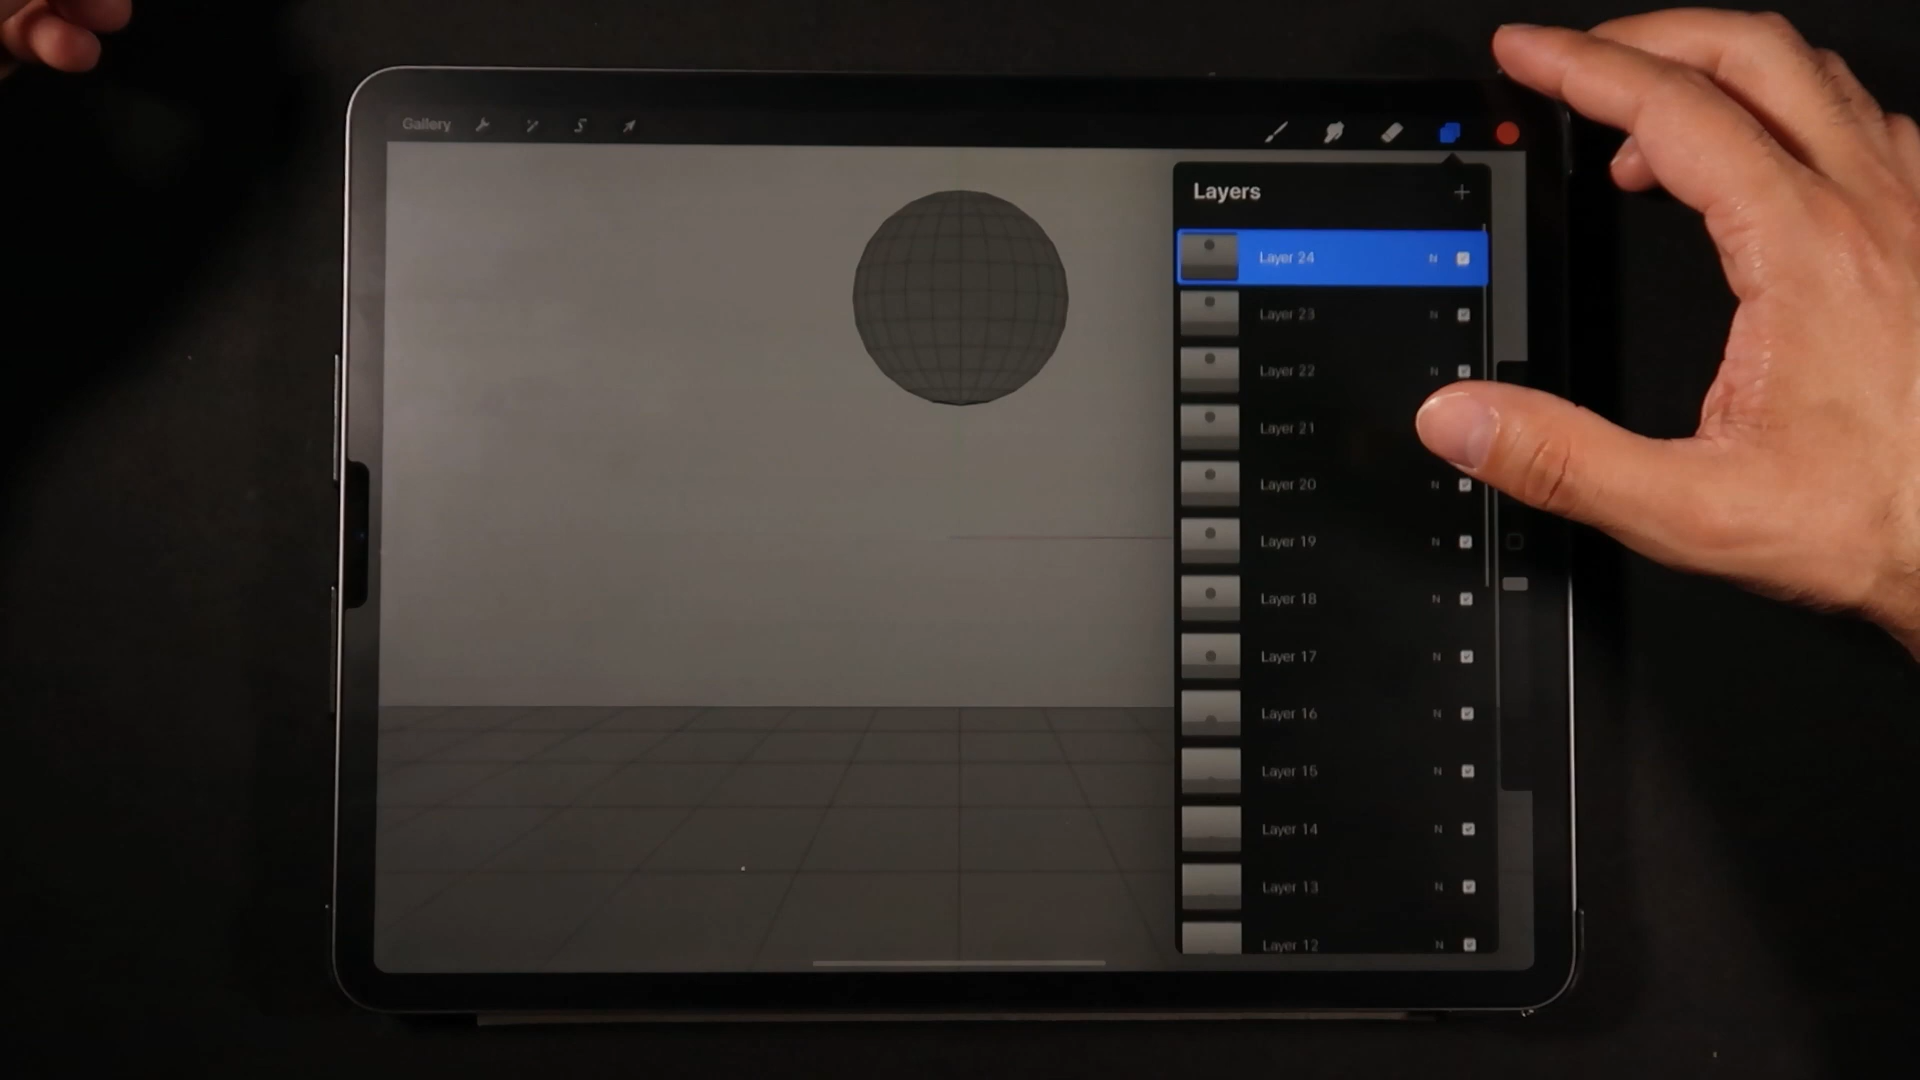 Gallery
Layers
Layer 24 N
Layer 23 N
Layer 22 N
Layer 21
Layer 20 N
Layer 19 N
Layer 18 N
Layer 17 N
Layer 16 N
Layer 15 N
Layer 14 N
Layer 13 N
Layer 12 N